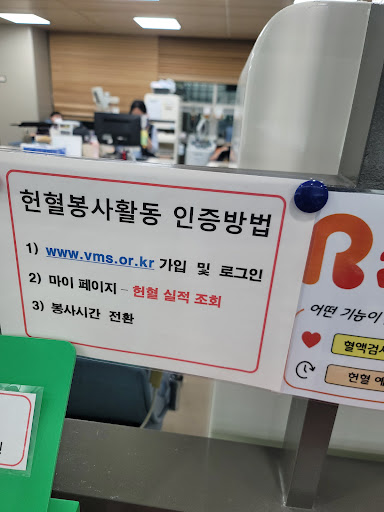 헌혈봉사활동 인증방법
1) www.vms.or.kr 가입 및 로그인
2) 마이 페이지 – 헌혈 실적 조회
3) 봉사시간 전환
어떤 기능이
혈액검사
헌혈 예